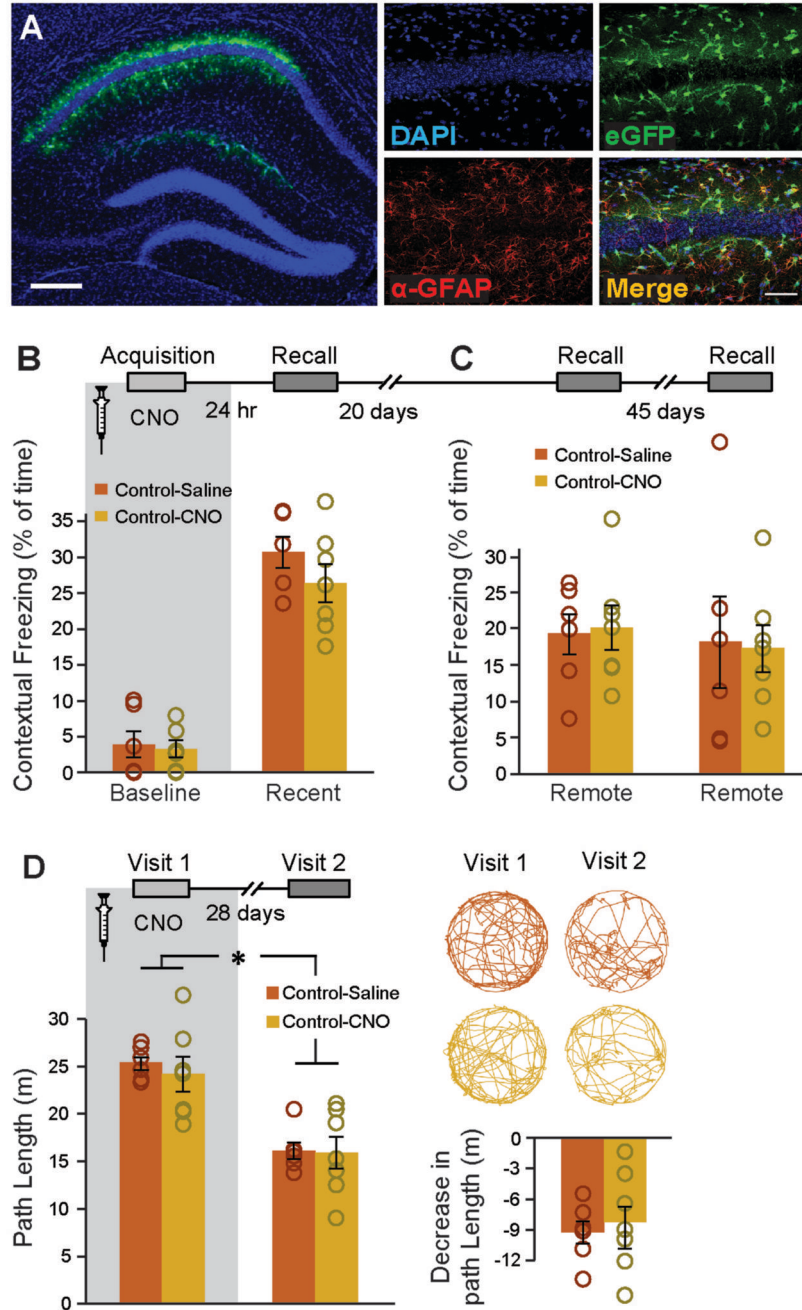 A
DAPI
eGFP
α-GFAP
Merge
B
Acquisition
Recall
C
Recall
Recall
CNO
24 hr
20 days
45 days
Contextual Freezing (% of time)
Control-Saline
Control-CNO
35
30
25
20
15
10
5
0
Baseline
Recent
Contextual Freezing (% of time)
Control-Saline
Control-CNO
30
25
20
15
10
5
0
Remote
Remote
D
Visit 1
Visit 2
CNO
28 days
*
Control-Saline
Control-CNO
Path Length (m)
30
25
20
15
10
5
0
Visit 1
Visit 2
Decrease in
path Length (m)
0
-3
-6
-9
-12